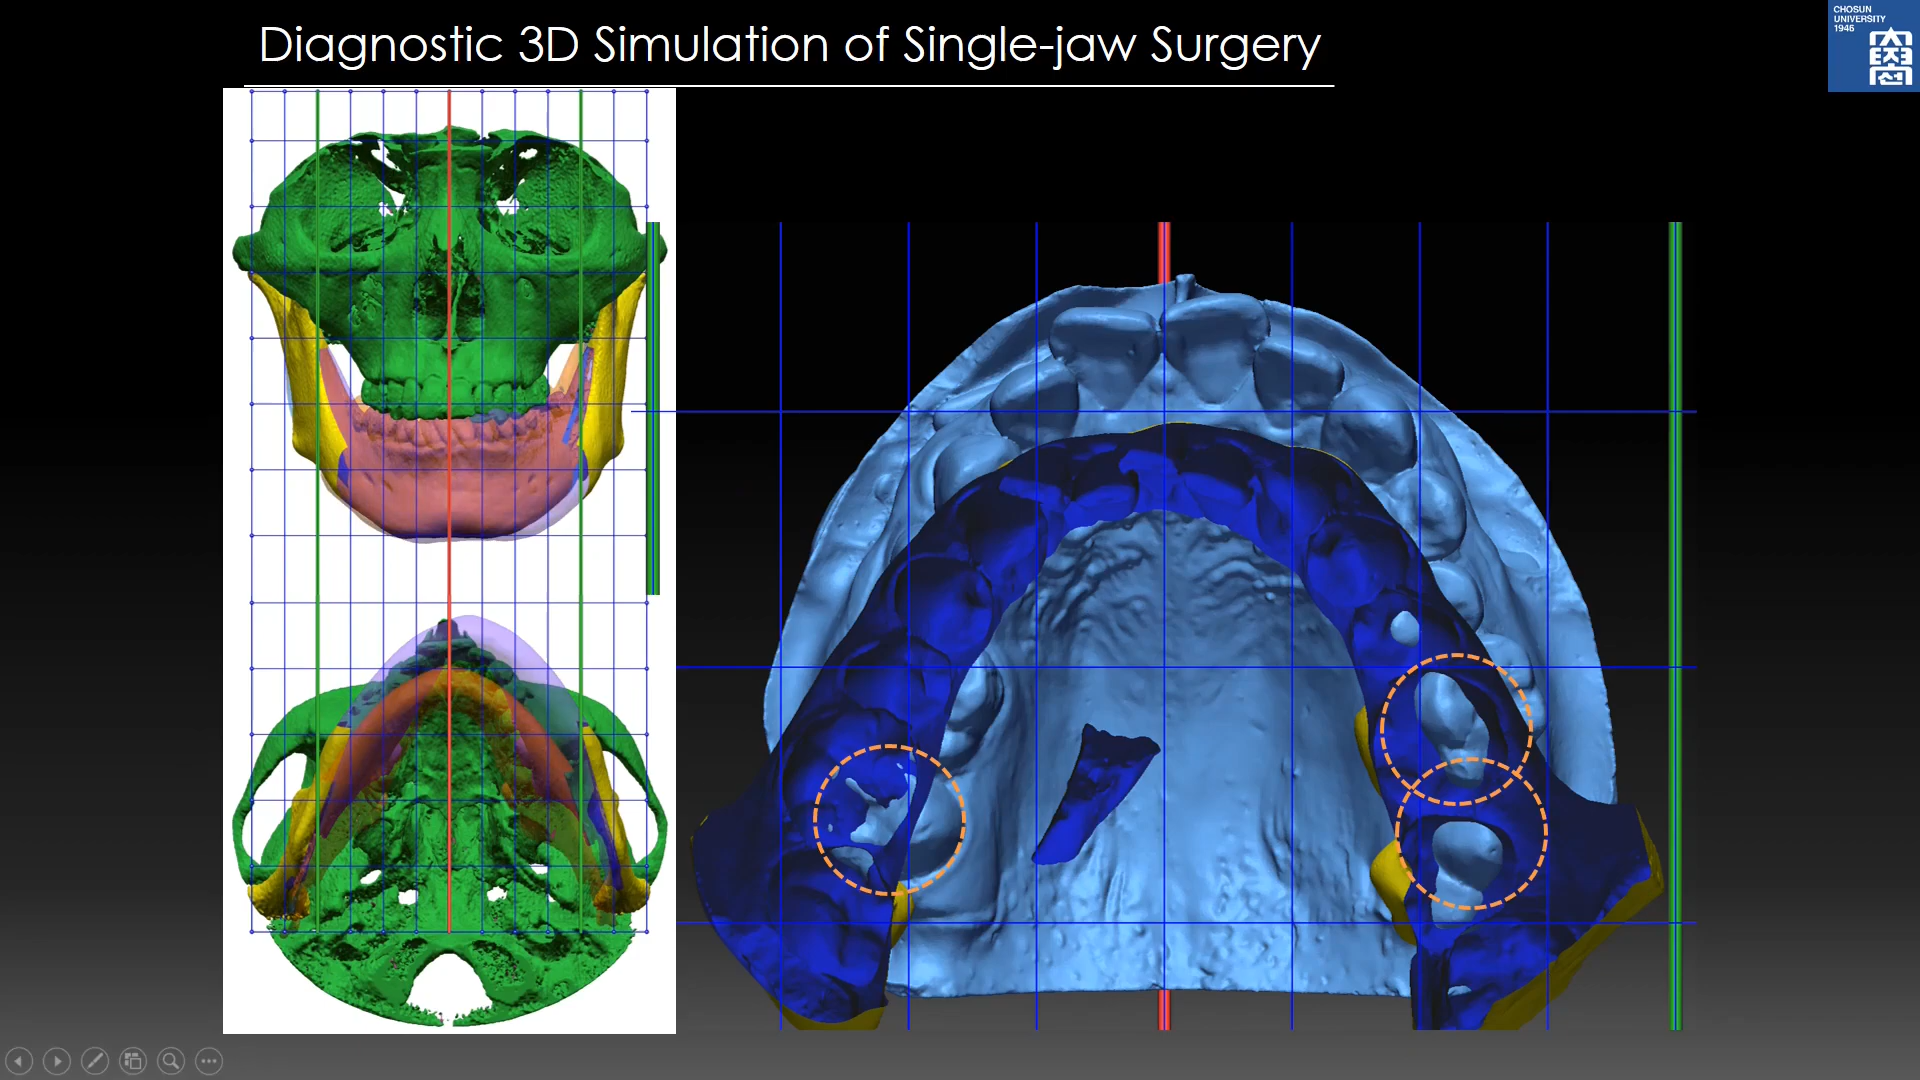 Diagnostic 3D Simulation of Single-jaw Surgery
CHOSUN
UNIVERSITY
1946